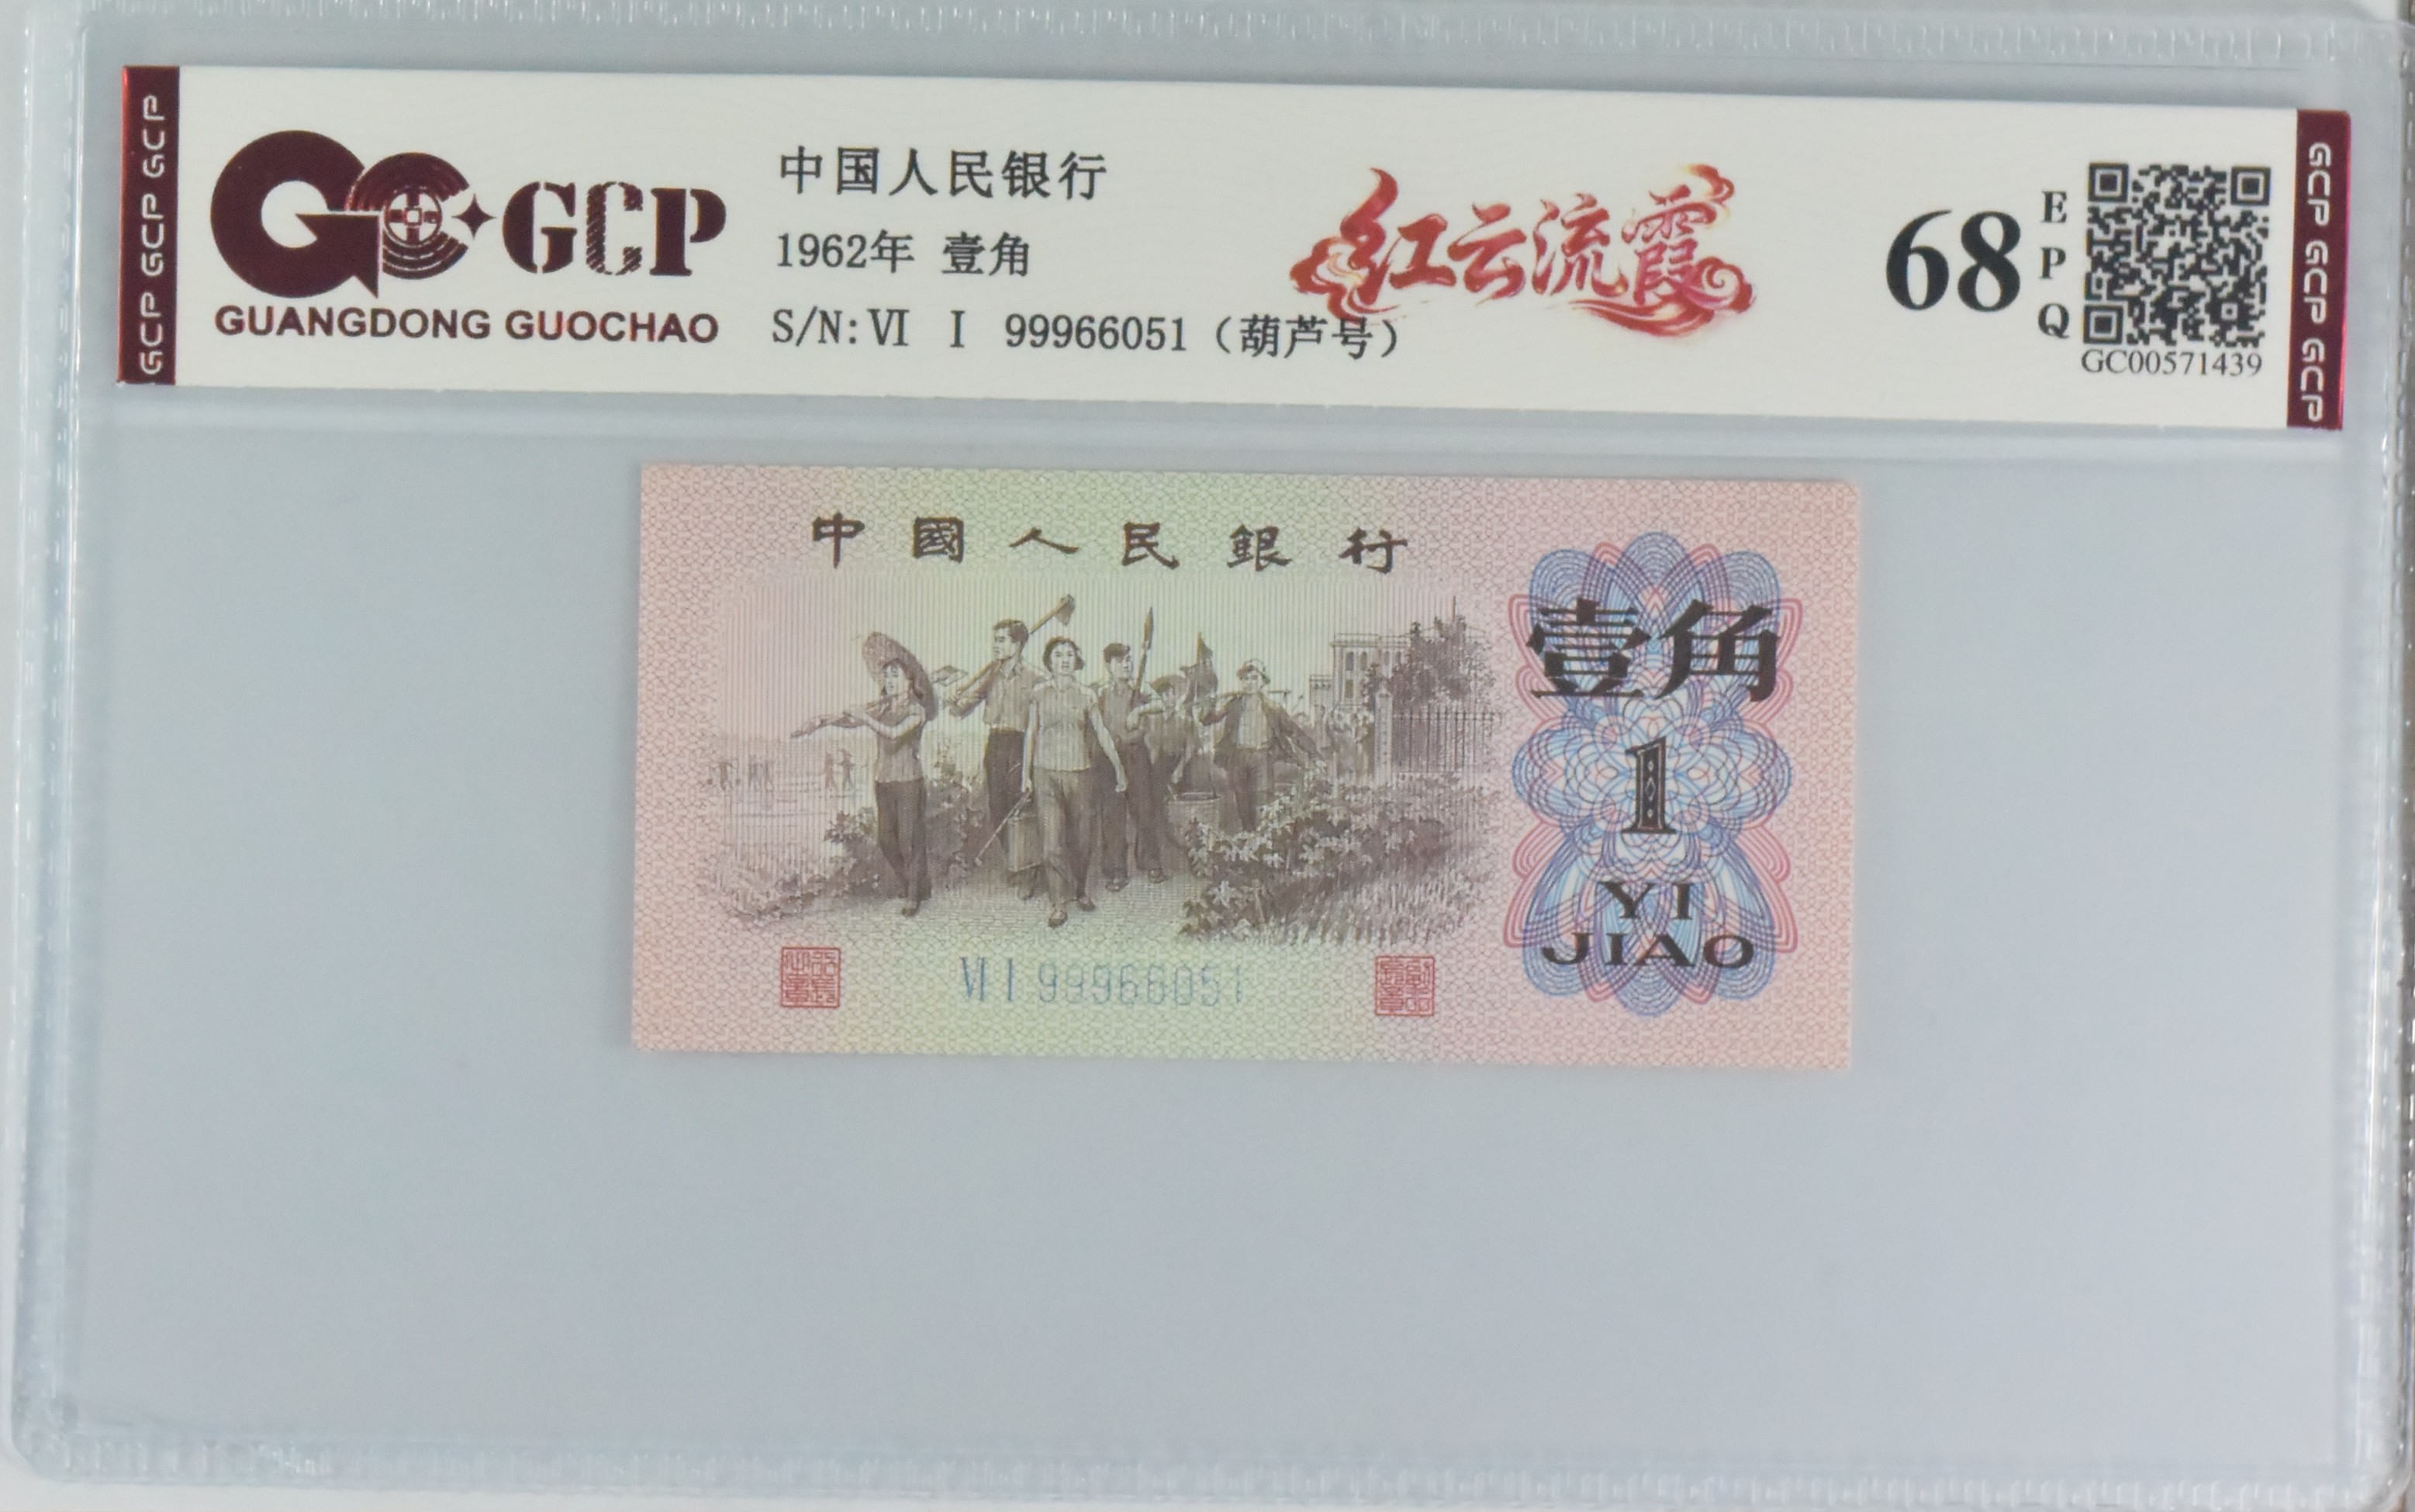 GCP GCP GCP
GC GCP
GUANGDONG GUOCHAO
中国人民银行
1962年 壹角
S/N:Ⅵ Ⅰ 99966051（葫芦号）
红云流霞
68
EPQ
GC00571439
GCP GCP GCP
中國人民銀行
壹角
1
YI
JIAO
Ⅵ Ⅰ 99966051